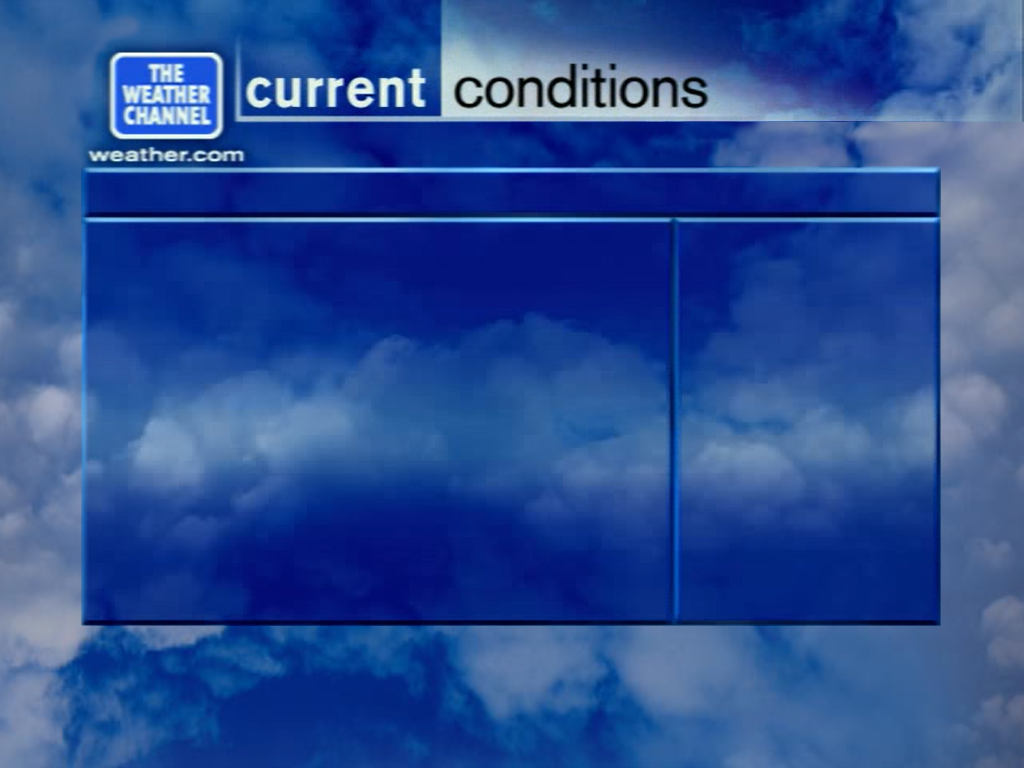 THE
WEATHER
CHANNEL
current conditions
weather.com